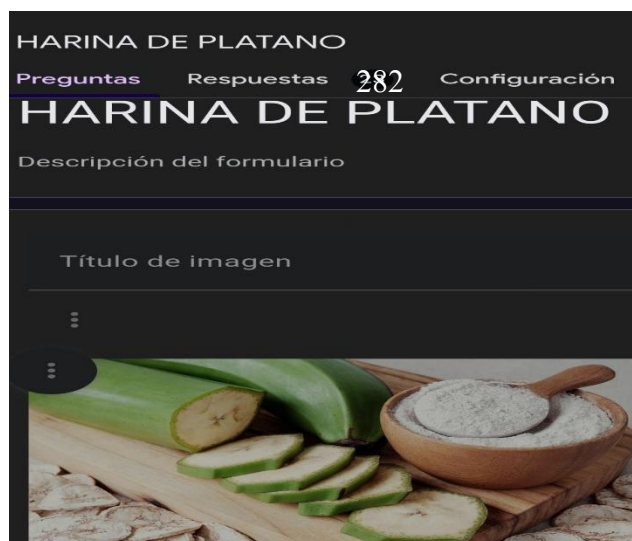 HARINA DE PLATANO
Preguntas Respuestas 282 Configuración
HARINA DE PLATANO
Descripción del formulario
Título de imagen